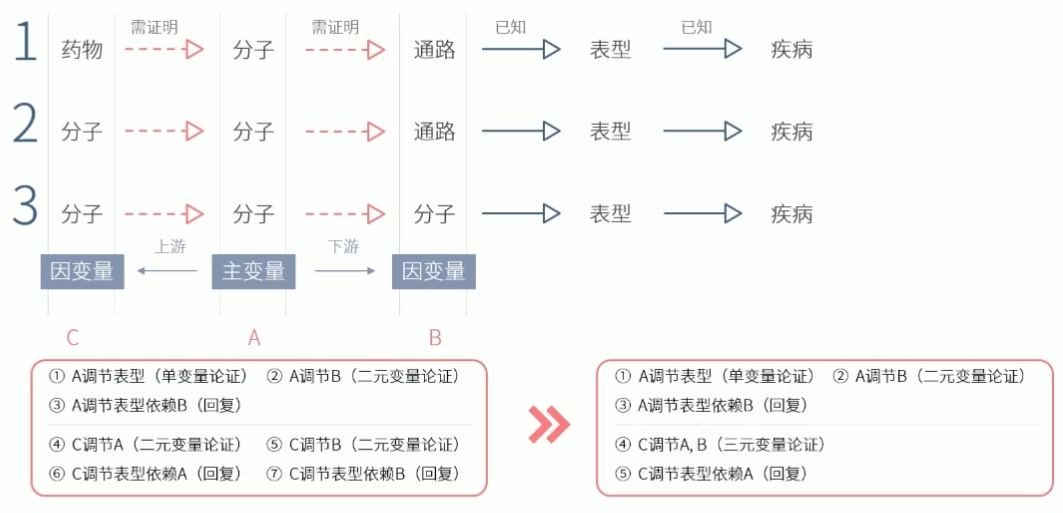 需证明 需证明 已知 已知
1 药物 分子 通路 表型 疾病
2 分子 分子 通路 表型 疾病
3 分子 分子 分子 表型 疾病
上游 下游
因变量 主变量 因变量
C A B
① A调节表型（单变量论证） ② A调节B（二元变量论证）
③ A调节表型依赖B（回复）
④ C调节A（二元变量论证） ⑤ C调节B（二元变量论证）
⑥ C调节表型依赖A（回复） ⑦ C调节表型依赖B（回复）
① A调节表型（单变量论证） ② A调节B（二元变量论证）
③ A调节表型依赖B（回复）
④ C调节A, B（三元变量论证）
⑤ C调节表型依赖A（回复）